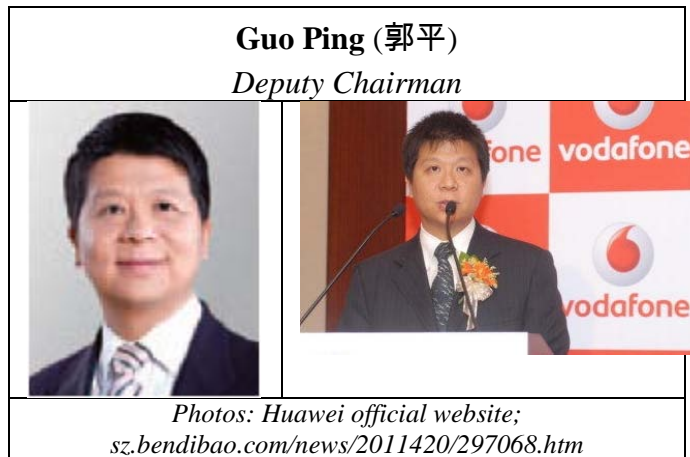 Guo Ping (郭平)
Deputy Chairman
fone vodafone
vodafone
Photos: Huawei official website;
sz.bendibao.com/news/2011420/297068.htm